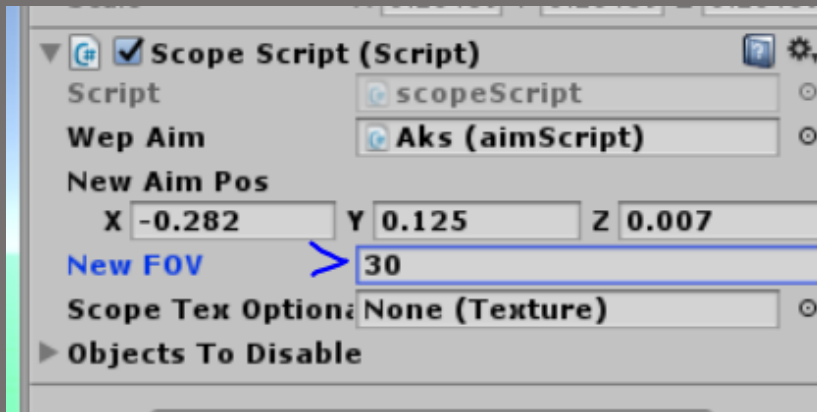 Scope Script (Script)
Script scopeScript
Wep Aim Aks (aimScript)
New Aim Pos
X -0.282 Y 0.125 Z 0.007
New FOV 30
Scope Tex Optiona None (Texture)
Objects To Disable